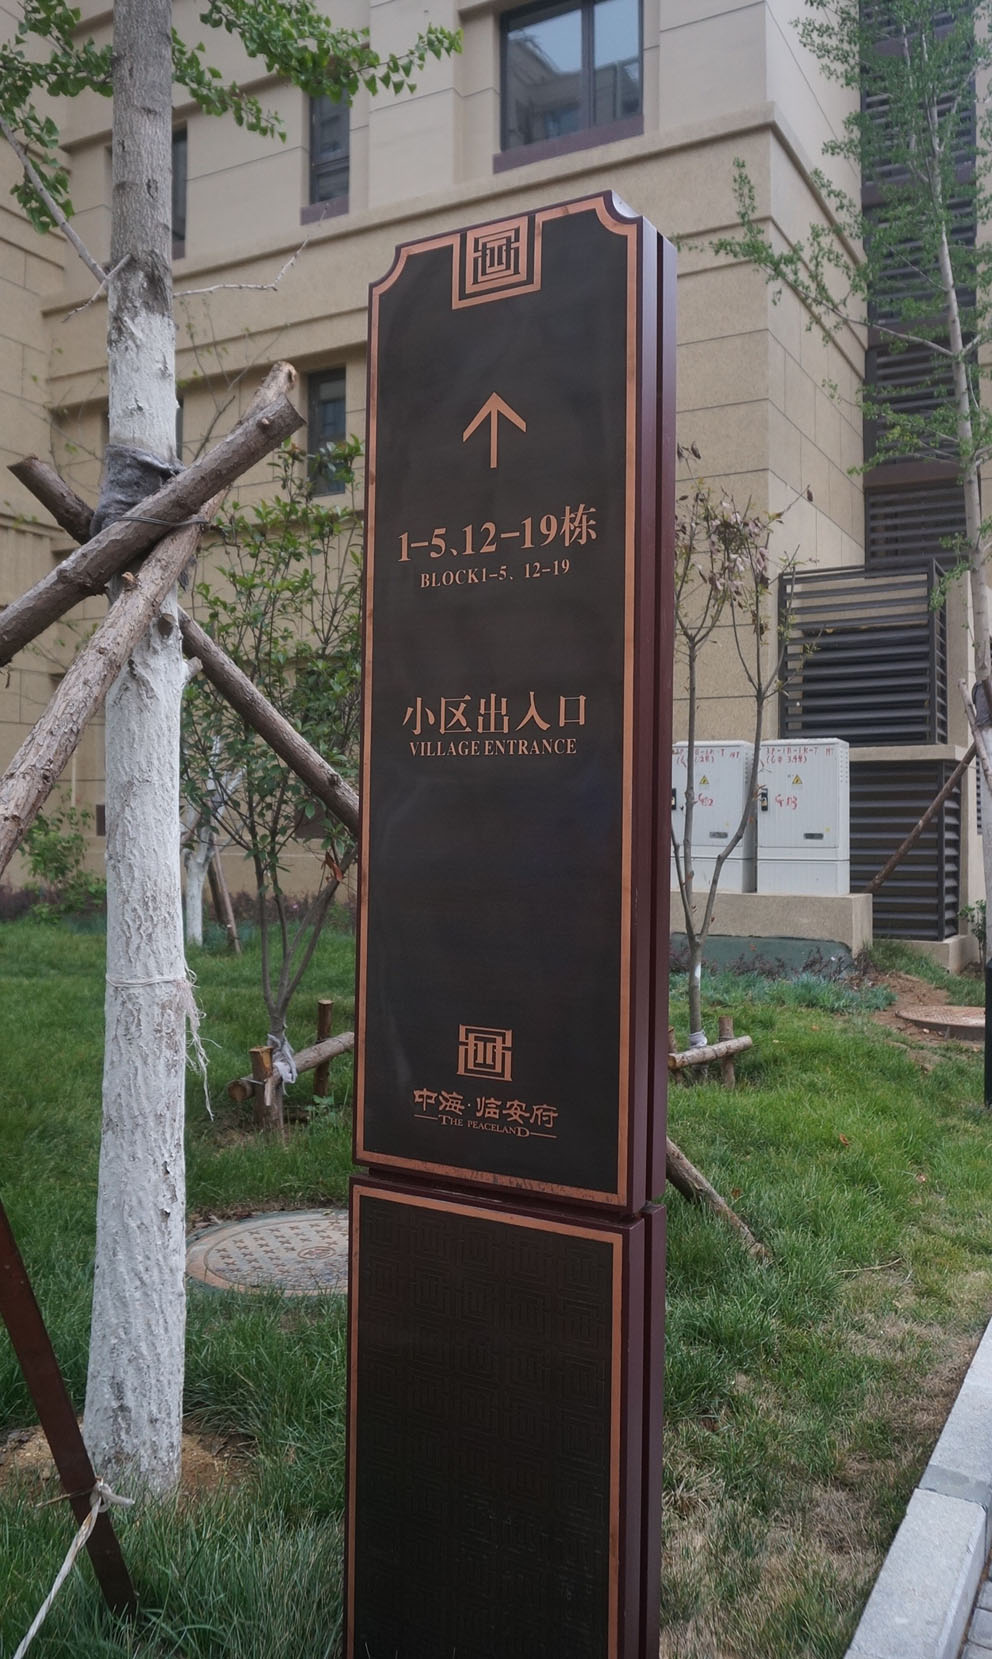 1-5、12-19栋
BLOCK1-5、12-19
小区出入口
VILLAGE ENTRANCE
中海·临安府
THE PEACELAND